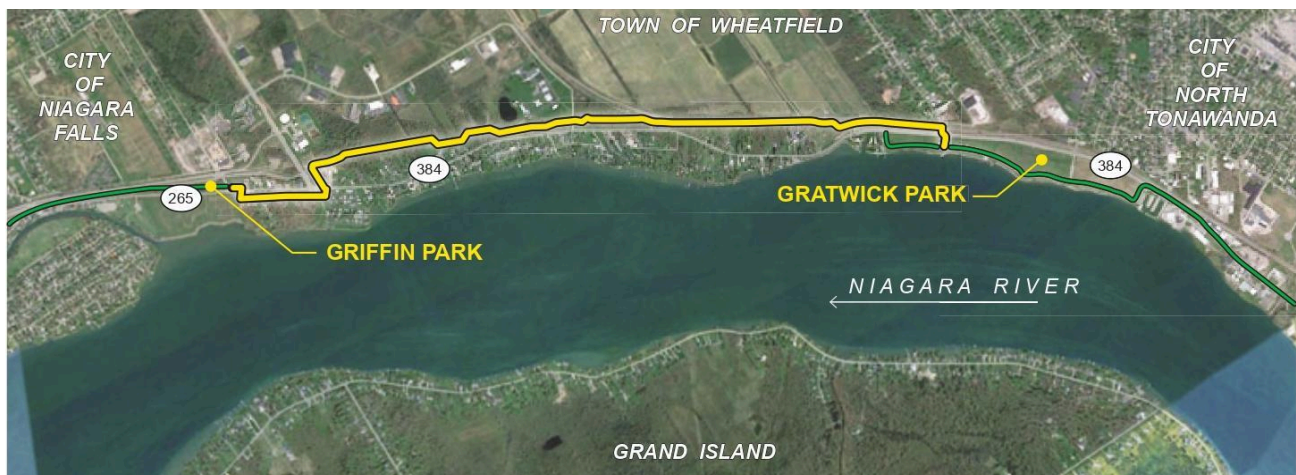 TOWN OF WHEATFIELD
CITY
OF
NIAGARA
FALLS
CITY
OF
NORTH
TONAWANDA
384
384
265
GRATWICK PARK
GRIFFIN PARK
NIAGARA RIVER
GRAND ISLAND